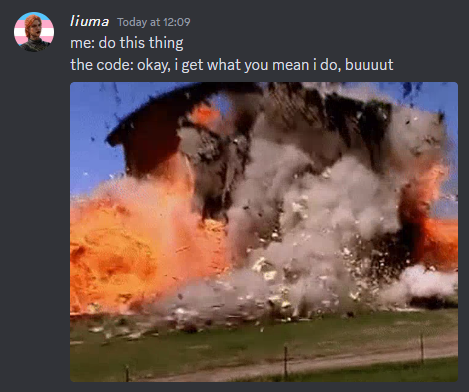 liuma Today at 12:09
me: do this thing
the code: okay, i get what you mean i do, buuuut